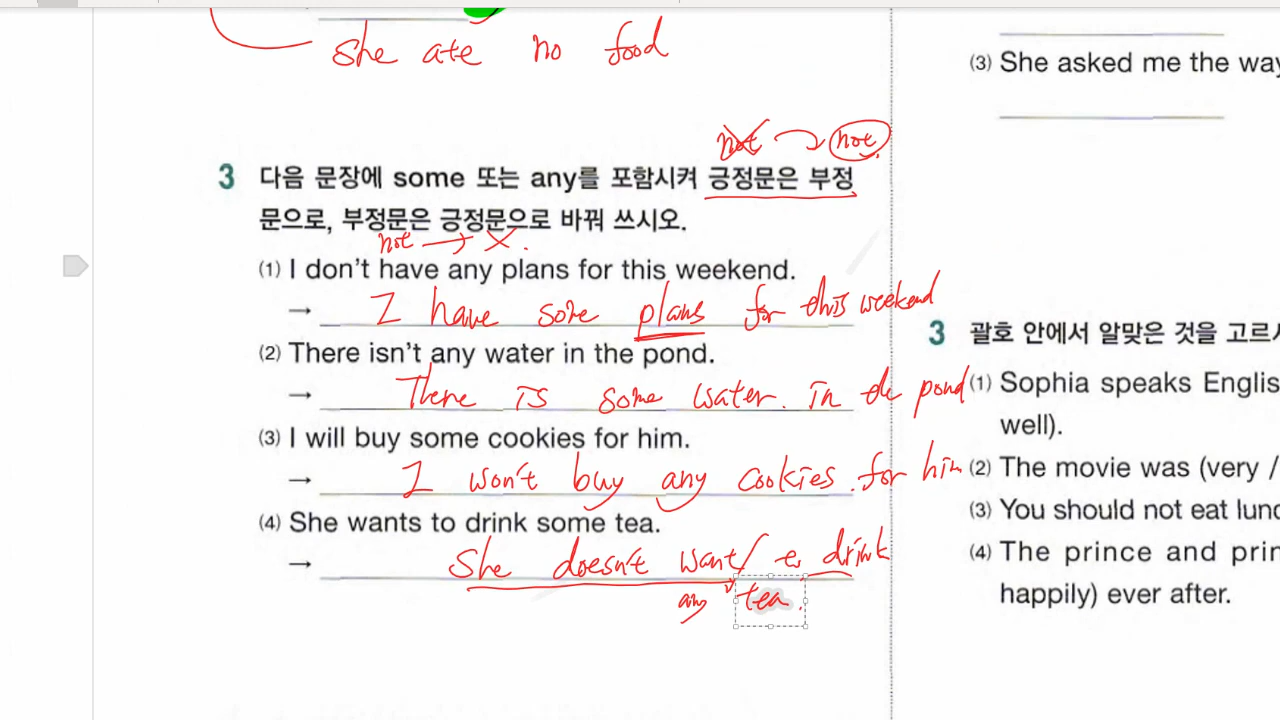 She ate no food
(3) She asked me the way
not → not
3 다음 문장에 some 또는 any를 포함시켜 긍정문은 부정
문으로, 부정문은 긍정문으로 바꿔 쓰시오.
not → X.
(1) I don't have any plans for this weekend.
→ I have some plans for this weekend
(2) There isn't any water in the pond.
→ There is some water. in the pond
(3) I will buy some cookies for him.
→ I won't buy any cookies. for him
(4) She wants to drink some tea.
→ She doesn't want to drink
any tea.
3 괄호 안에서 알맞은 것을 고르시
(1) Sophia speaks Englis
well).
(2) The movie was (very /
(3) You should not eat lunc
(4) The prince and prin
happily) ever after.